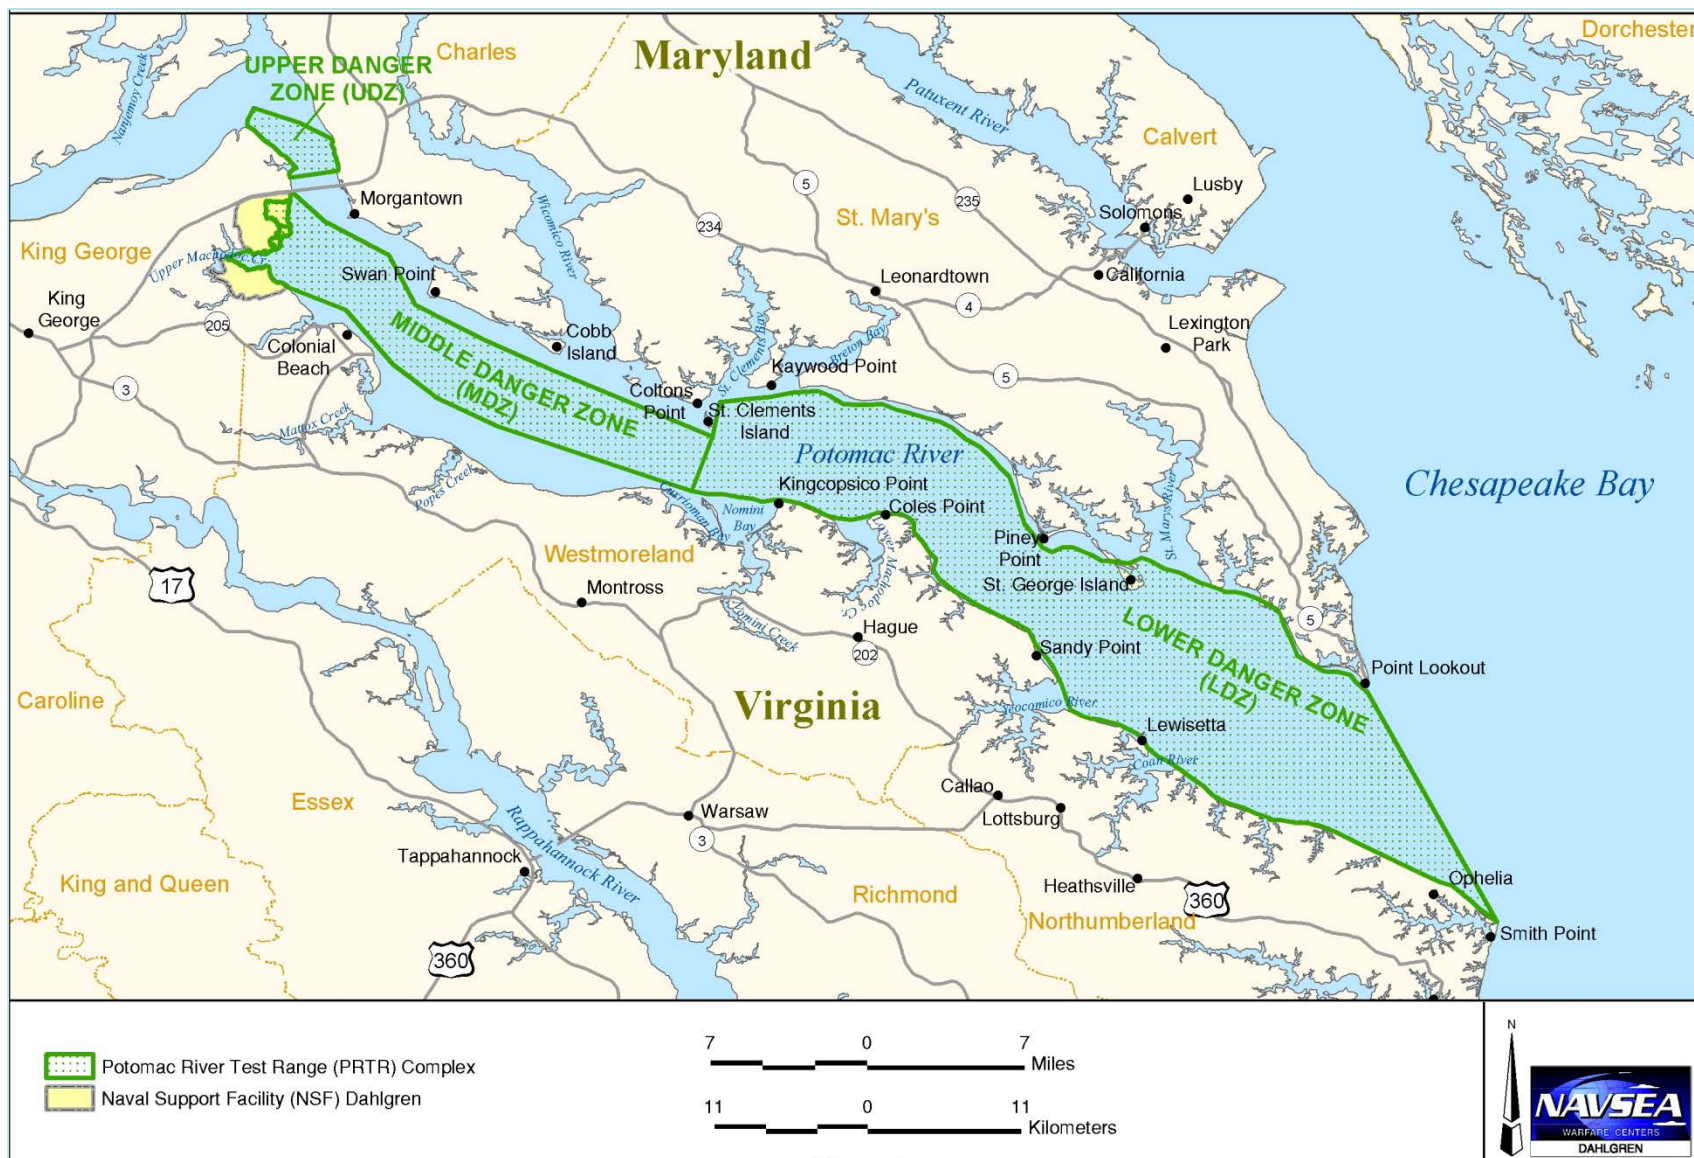 Dorchester
Maryland
Charles
UPPER DANGER
ZONE (UDZ)
Nanjemoy Creek
Patuxent River
Calvert
Lusby
Solomons
5
235
Morgantown
Wicomico River
234
St. Mary's
King George
Upper Machodoc Cr.
Swan Point
Leonardtown
California
4
King
George
205
Colonial
Beach
Cobb
Island
St. Clements Bay
Breton Bay
Lexington
Park
MIDDLE DANGER ZONE
(MDZ)
Kaywood Point
5
3
Coltons
Point
St. Clements
Island
Mattox Creek
Potomac River
Chesapeake Bay
Popes Creek
Kingcopsico Point
Currioman Bay
Nomini
Bay
Coles Point
St. Marys River
Piney
Point
Westmoreland
Lower Machodoc Cr.
St. George Island
17
Montross
Nomini Creek
Hague
202
5
LOWER DANGER ZONE
(LDZ)
Sandy Point
Point Lookout
Caroline
Virginia
Yeocomico River
Lewisetta
Coan River
Essex
Callao
Lottsburg
Rappahannock River
Warsaw
3
Tappahannock
King and Queen
Richmond
Heathsville
360
Ophelia
Northumberland
Smith Point
360
Potomac River Test Range (PRTR) Complex
Naval Support Facility (NSF) Dahlgren
7 0 7
Miles
11 0 11
Kilometers
N
NAVSEA
WARFARE CENTERS
DAHLGREN